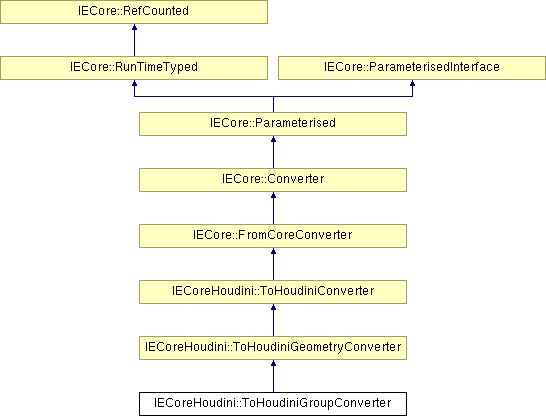 IECore::RefCounted
IECore::RunTimeTyped
IECore::ParameterisedInterface
IECore::Parameterised
IECore::Converter
IECore::FromCoreConverter
IECoreHoudini::ToHoudiniConverter
IECoreHoudini::ToHoudiniGeometryConverter
IECoreHoudini::ToHoudiniGroupConverter